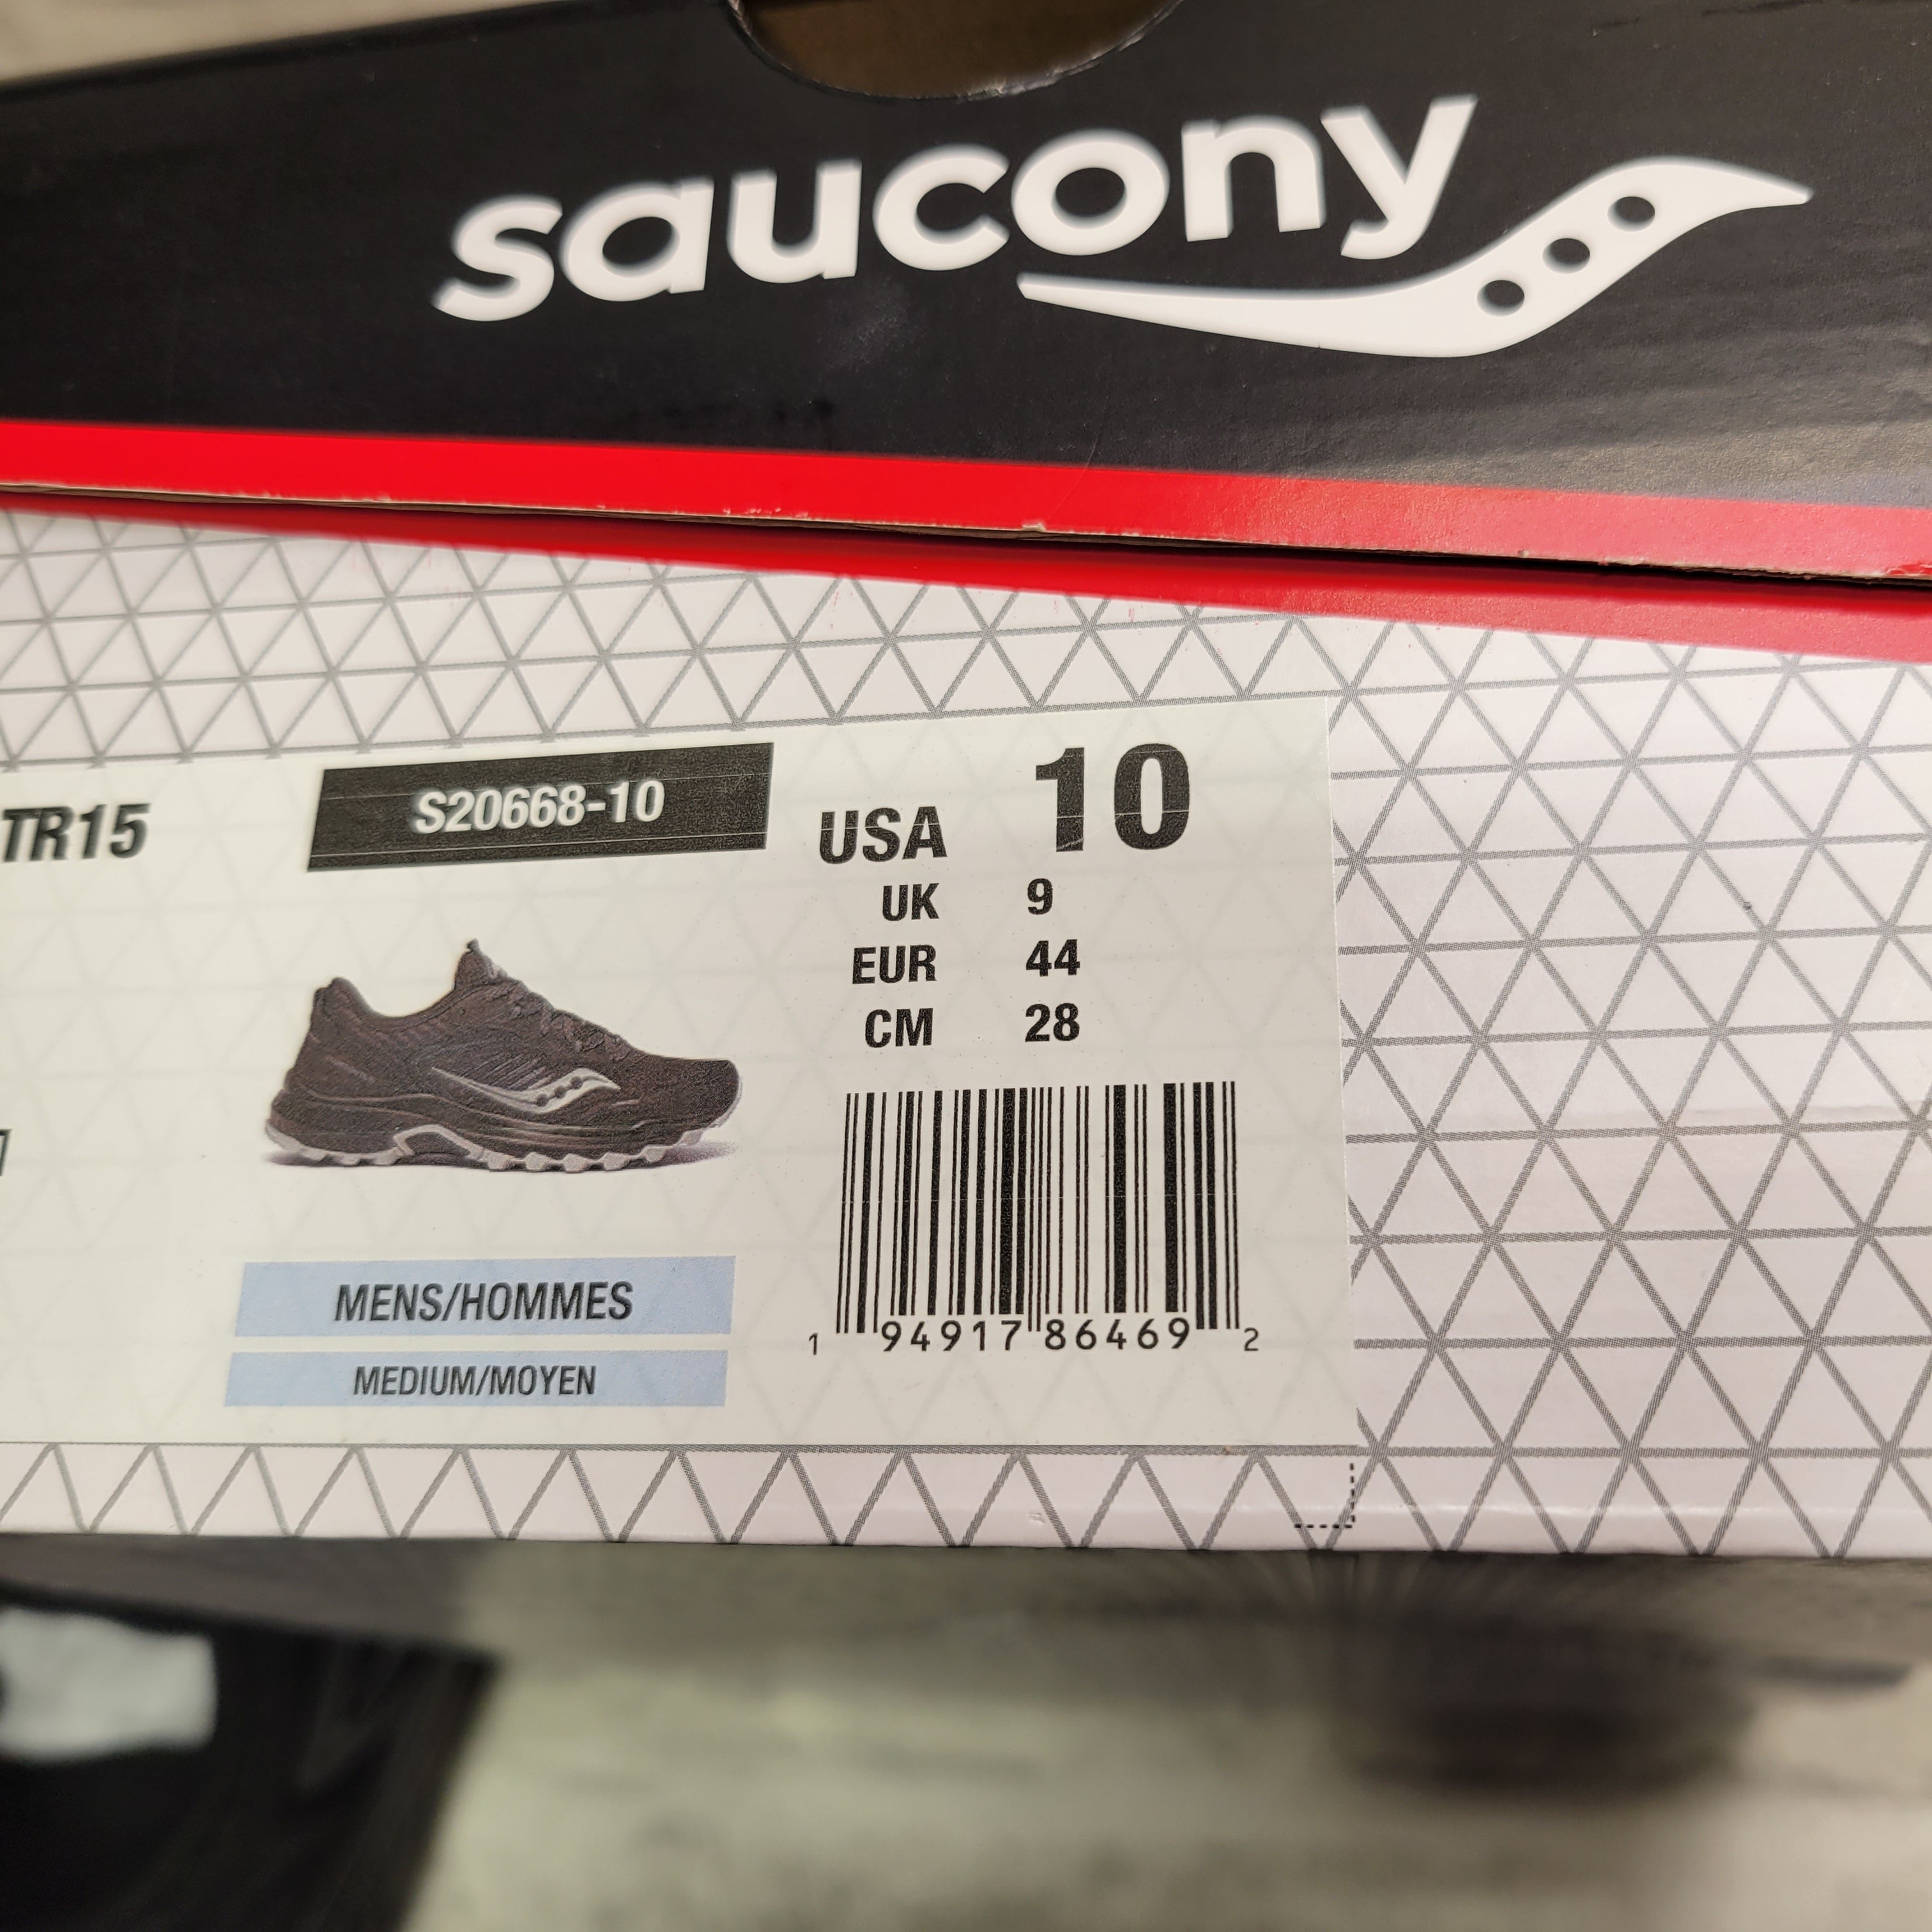 saucony
TR15
S20668-10
USA 10
UK 9
EUR 44
CM 28
MENS/HOMMES
MEDIUM/MOYEN
1 94917 86469 2